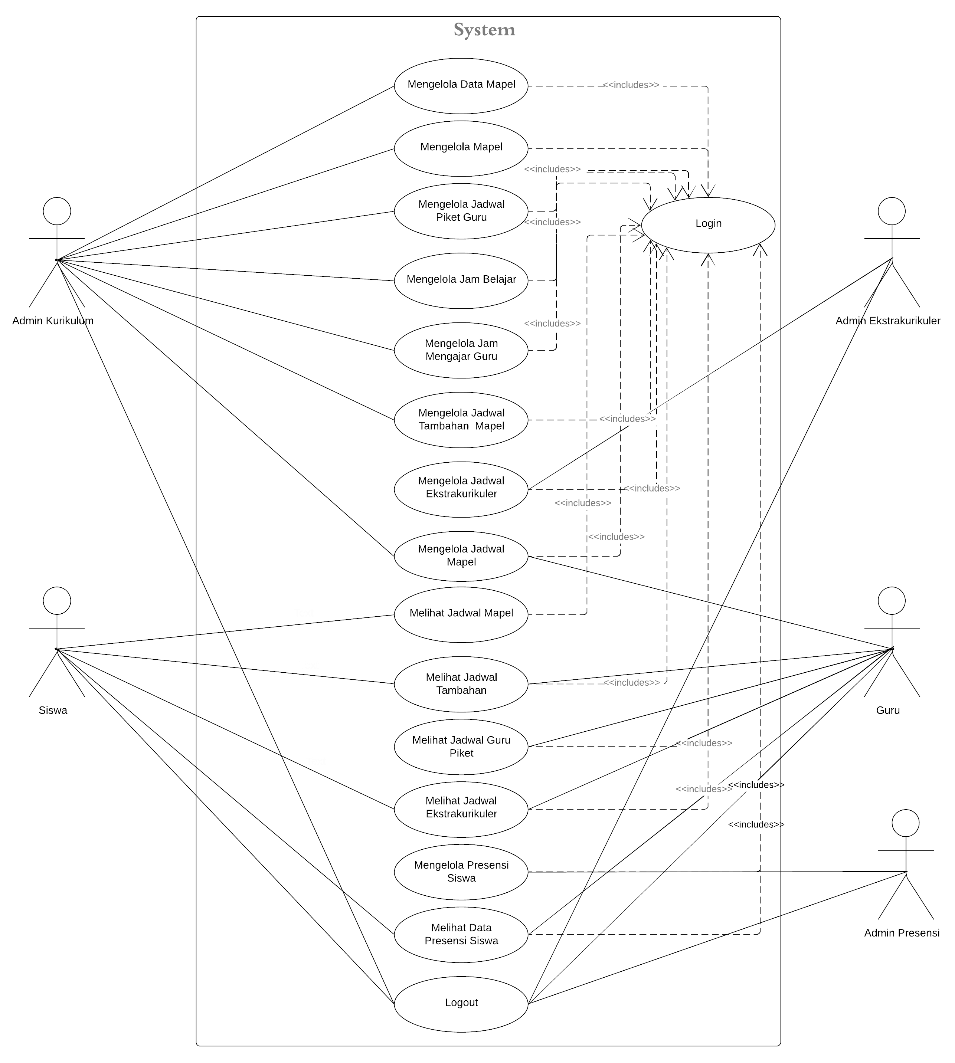 System
Mengelola Data Mapel
<<includes>>
Mengelola Mapel
<<includes>>
Mengelola Jadwal
Piket Guru
<<includes>>
Login
Admin Kurikulum
Admin Ekstrakurikuler
Mengelola Jam Belajar
<<includes>>
Mengelola Jam
Mengajar Guru
Mengelola Jadwal
Tambahan Mapel
<<includes>>
Mengelola Jadwal
Ekstrakurikuler
<<includes>>
<<includes>>
<<includes>>
Mengelola Jadwal
Mapel
Melihat Jadwal Mapel
Siswa
Guru
Melihat Jadwal
Tambahan
<<includes>>
Melihat Jadwal Guru
Piket
<<includes>>
Melihat Jadwal
Ekstrakurikuler
<<includes>>
<<includes>>
<<includes>>
Mengelola Presensi
Siswa
Melihat Data
Presensi Siswa
Admin Presensi
Logout